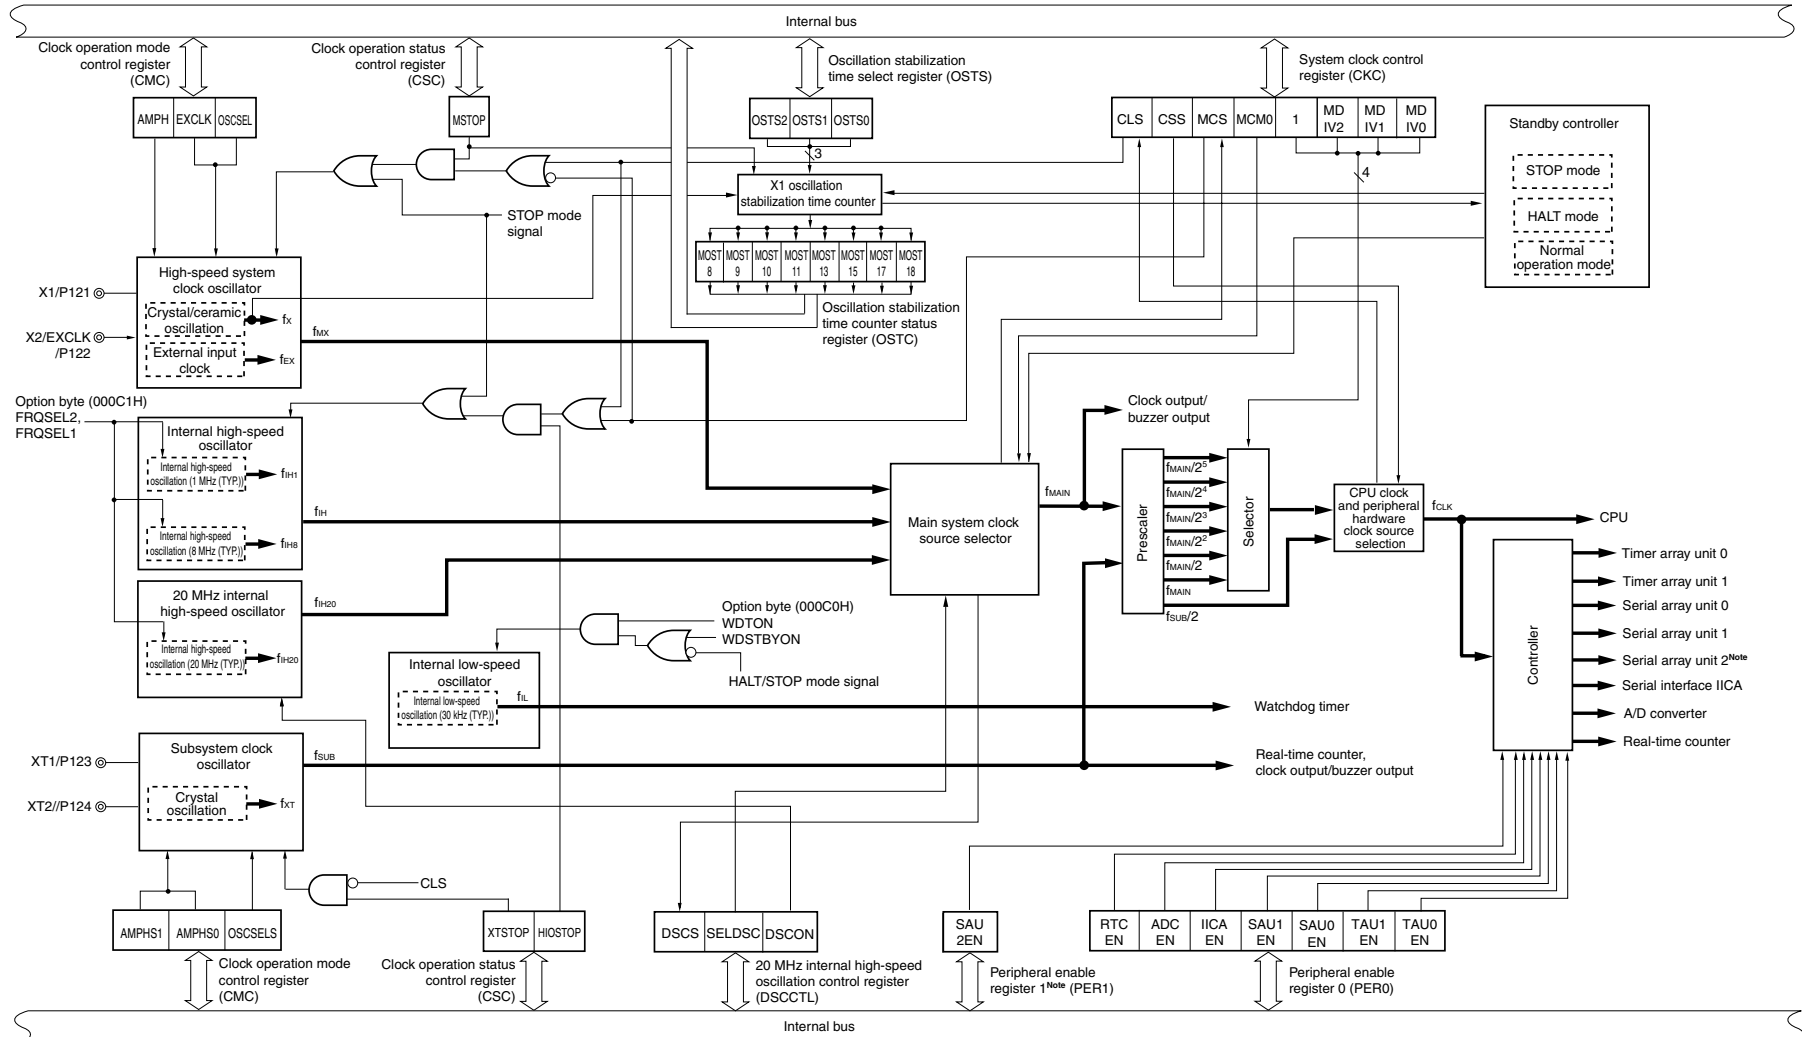 Internal bus
Clock operation mode
control register
(CMC)
Clock operation status
control register
(CSC)
Oscillation stabilization
time select register (OSTS)
System clock control
register (CKC)
AMPH EXCLK OSCSEL
MSTOP
OSTS2 OSTS1 OSTS0
CLS CSS MCS MCM0 1 MD IV2 MD IV1 MD IV0
3
4
Standby controller
STOP mode
HALT mode
Normal
operation mode
X1 oscillation
stabilization time counter
STOP mode
signal
MOST 8 MOST 9 MOST 10 MOST 11 MOST 13 MOST 15 MOST 17 MOST 18
Oscillation stabilization
time counter status
register (OSTC)
X1/P121
X2/EXCLK
/P122
High-speed system
clock oscillator
Crystal/ceramic
oscillation
fX
External input
clock
fEX
fMX
Option byte (000C1H)
FRQSEL2,
FRQSEL1
Internal high-speed
oscillator
Internal high-speed
oscillation (1 MHz (TYP.))
fIH1
fIH
Internal high-speed
oscillation (8 MHz (TYP.))
fIH8
20 MHz internal
high-speed oscillator
fIH20
Internal high-speed
oscillation (20 MHz (TYP.))
fIH20
Main system clock
source selector
fMAIN
Clock output/
buzzer output
Prescaler
fMAIN/2⁵
fMAIN/2⁴
fMAIN/2³
fMAIN/2²
fMAIN/2
fMAIN
fSUB/2
Selector
CPU clock
and peripheral
hardware
clock source
selection
fCLK
CPU
Controller
Timer array unit 0
Timer array unit 1
Serial array unit 0
Serial array unit 1
Serial array unit 2Note
Serial interface IICA
A/D converter
Real-time counter
Option byte (000C0H)
WDTON
WDSTBYON
HALT/STOP mode signal
Internal low-speed
oscillator
Internal low-speed
oscillation (30 kHz (TYP.))
fIL
Watchdog timer
XT1/P123
XT2//P124
Subsystem clock
oscillator
Crystal
oscillation
fXT
fSUB
Real-time counter,
clock output/buzzer output
CLS
AMPHS1 AMPHS0 OSCSELS
XTSTOP HIOSTOP
DSCS SELDSC DSCON
SAU 2EN
RTC EN ADC EN IICA EN SAU1 EN SAU0 EN TAU1 EN TAU0 EN
Clock operation mode
control register
(CMC)
Clock operation status
control register
(CSC)
20 MHz internal high-speed
oscillation control register
(DSCCTL)
Peripheral enable
register 1Note (PER1)
Peripheral enable
register 0 (PER0)
Internal bus